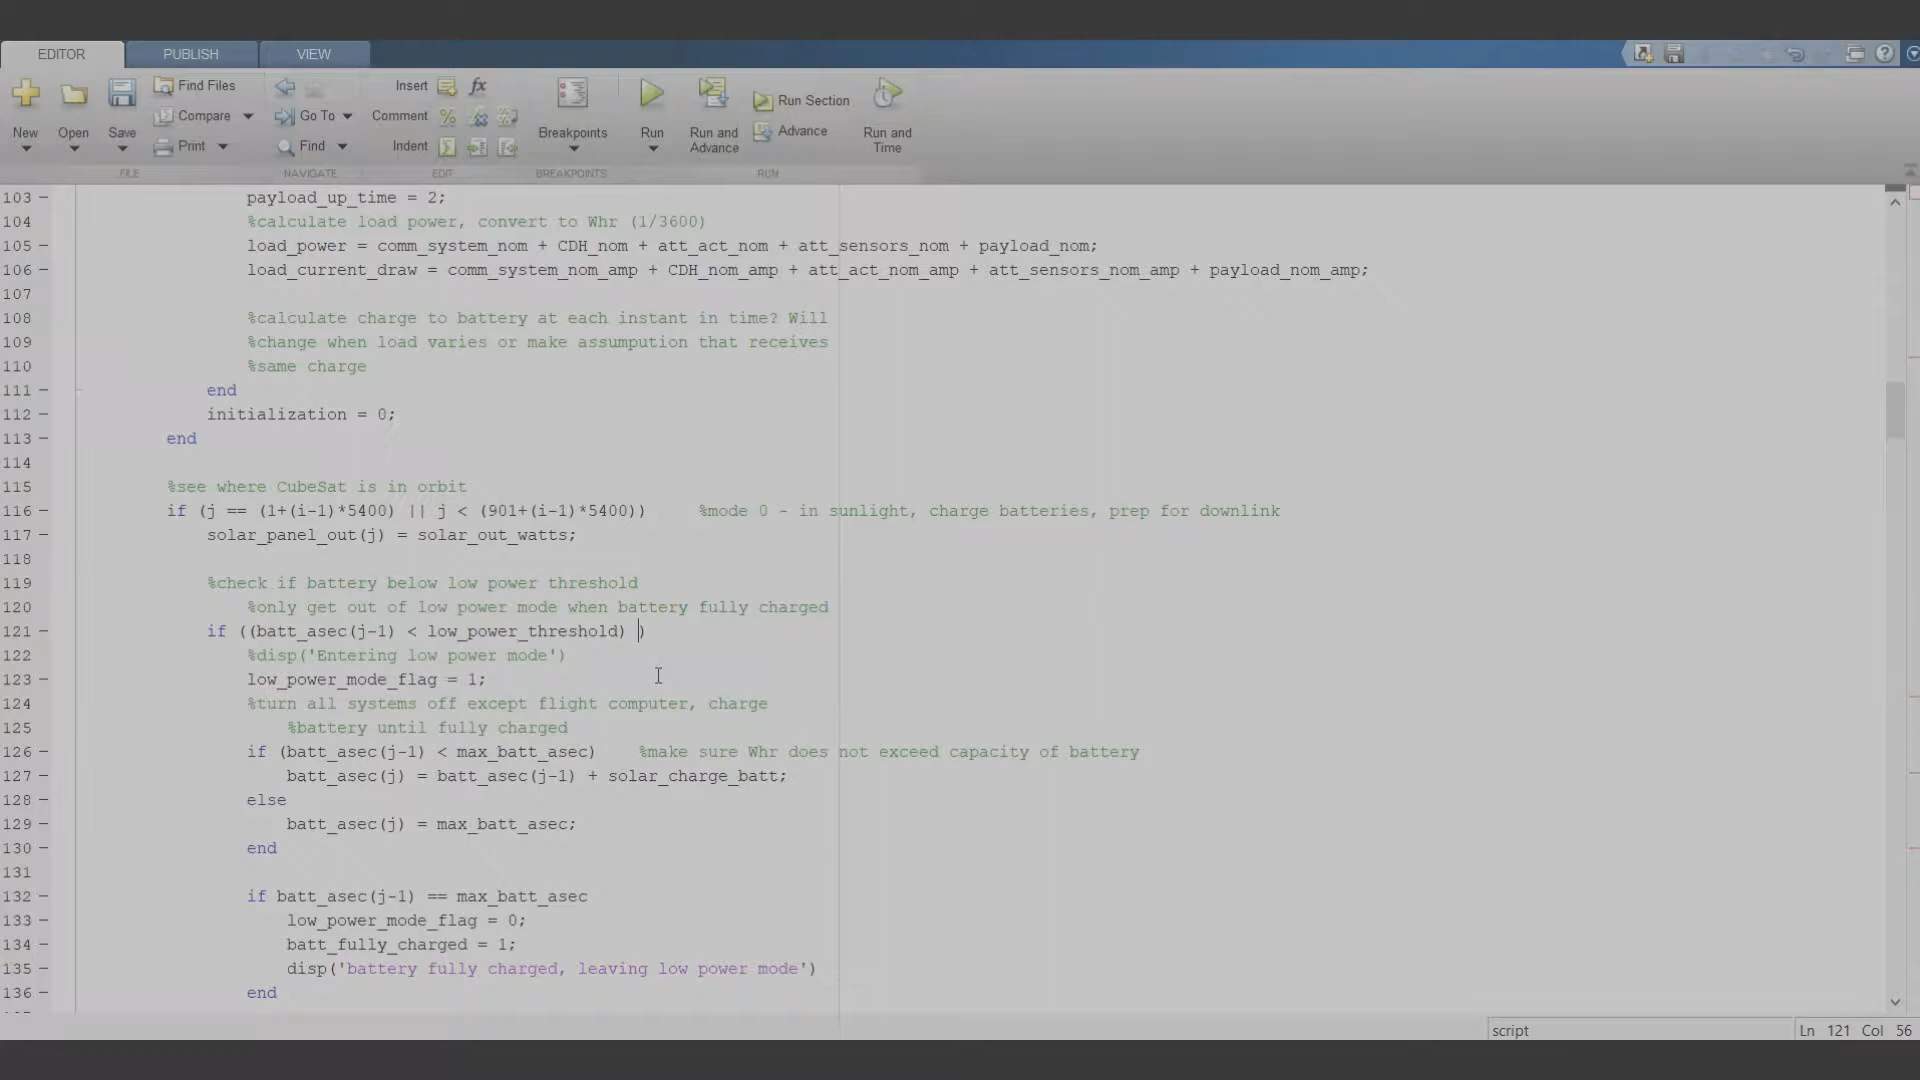 EDITOR PUBLISH VIEW
New Open Save Find Files Compare Print Go To Find Insert fx Comment Indent Breakpoints Run Run and Advance Run Section Advance Run and Time
FILE NAVIGATE EDIT BREAKPOINTS RUN
103 payload_up_time = 2;
104 %calculate load power, convert to Whr (1/3600)
105 load_power = comm_system_nom + CDH_nom + att_act_nom + att_sensors_nom + payload_nom;
106 load_current_draw = comm_system_nom_amp + CDH_nom_amp + att_act_nom_amp + att_sensors_nom_amp + payload_nom_amp;
107
108 %calculate charge to battery at each instant in time? Will
109 %change when load varies or make assumpution that receives
110 %same charge
111 end
112 initialization = 0;
113 end
114
115 %see where CubeSat is in orbit
116 if (j == (1+(i-1)*5400) || j < (901+(i-1)*5400)) %mode 0 - in sunlight, charge batteries, prep for downlink
117 solar_panel_out(j) = solar_out_watts;
118
119 %check if battery below low power threshold
120 %only get out of low power mode when battery fully charged
121 if ((batt_asec(j-1) < low_power_threshold) )
122 %disp('Entering low power mode')
123 low_power_mode_flag = 1;
124 %turn all systems off except flight computer, charge
125 %battery until fully charged
126 if (batt_asec(j-1) < max_batt_asec) %make sure Whr does not exceed capacity of battery
127 batt_asec(j) = batt_asec(j-1) + solar_charge_batt;
128 else
129 batt_asec(j) = max_batt_asec;
130 end
131
132 if batt_asec(j-1) == max_batt_asec
133 low_power_mode_flag = 0;
134 batt_fully_charged = 1;
135 disp('battery fully charged, leaving low power mode')
136 end
script Ln 121 Col 56